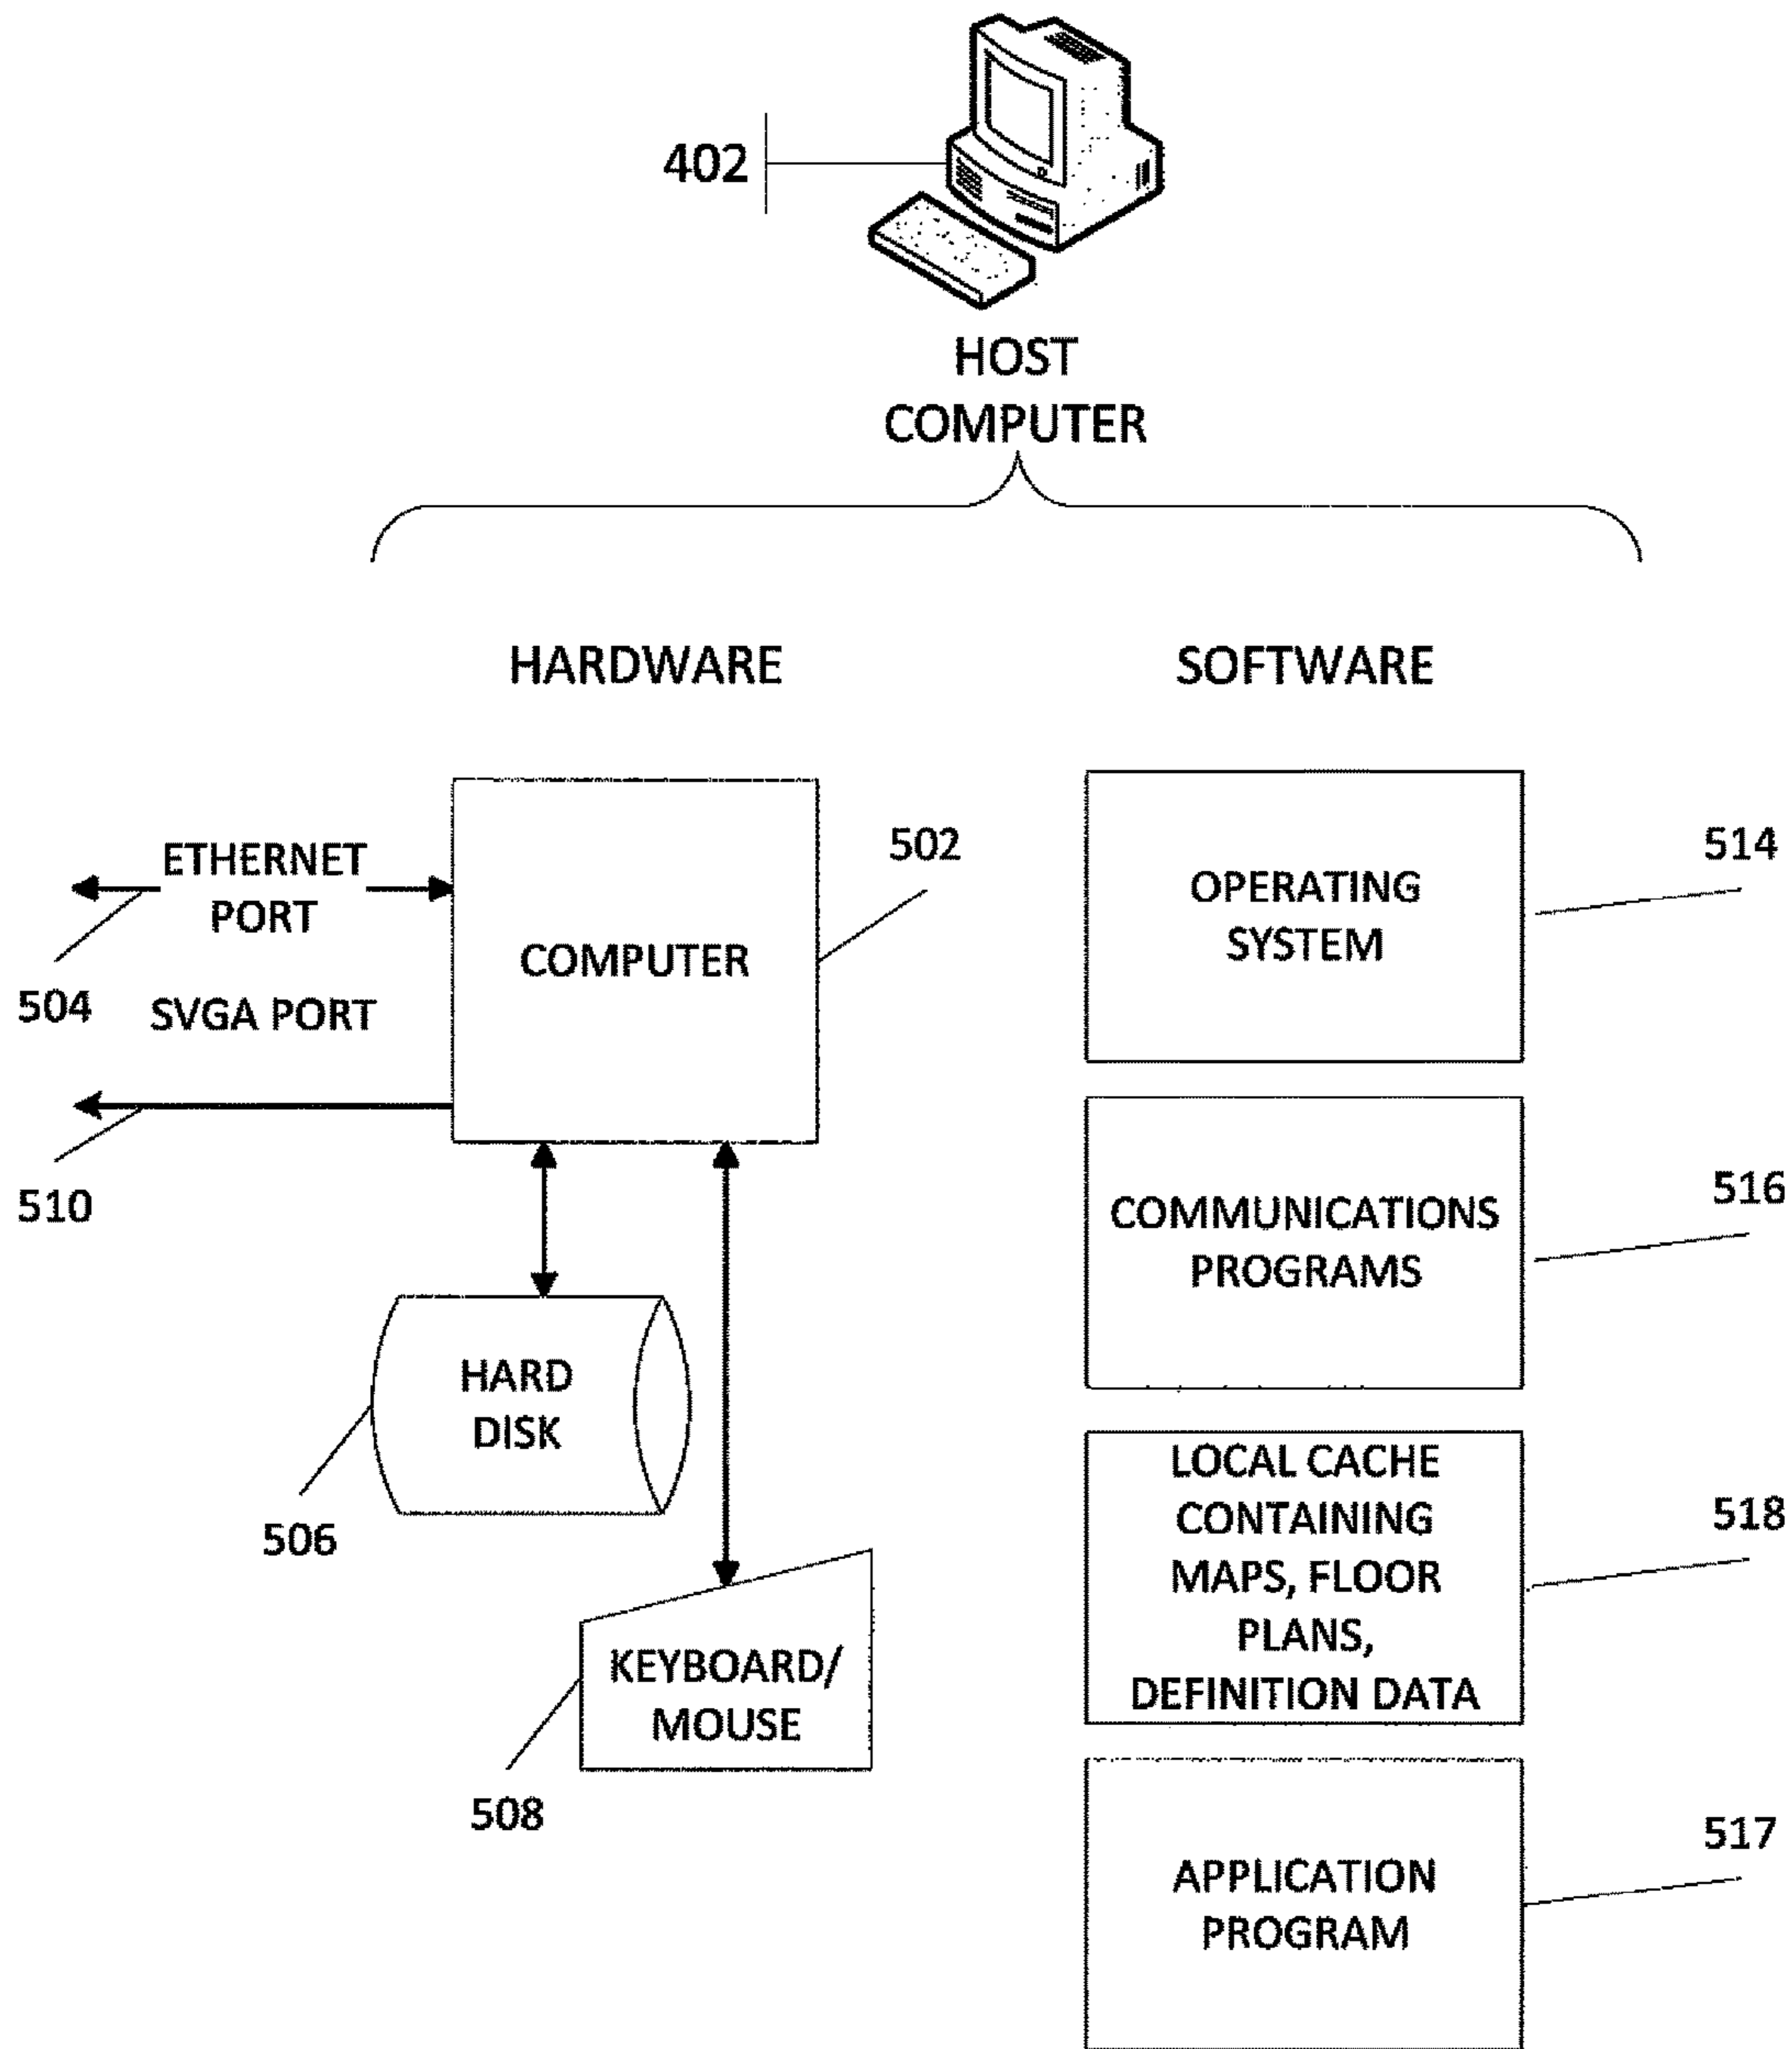 402
HOST
COMPUTER
HARDWARE
SOFTWARE
ETHERNET
PORT
504
SVGA PORT
510
COMPUTER
502
HARD
DISK
506
KEYBOARD/
MOUSE
508
OPERATING
SYSTEM
514
COMMUNICATIONS
PROGRAMS
516
LOCAL CACHE
CONTAINING
MAPS, FLOOR
PLANS,
DEFINITION DATA
518
APPLICATION
PROGRAM
517